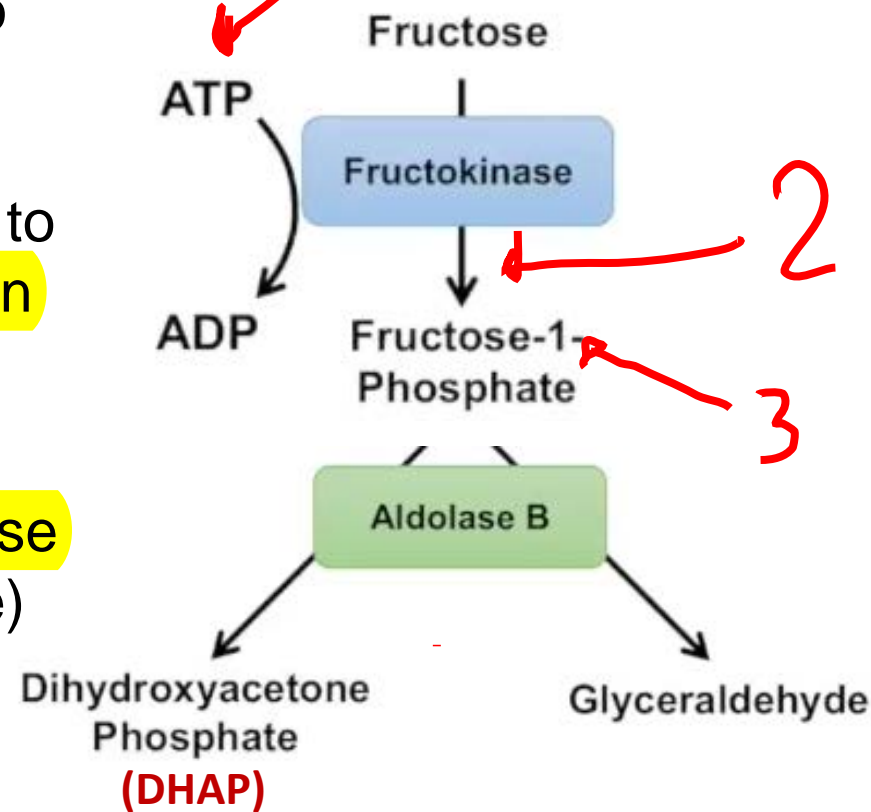 Fructose
ATP
Fructokinase
to
2
n
ADP
Fructose-1-
Phosphate
3
Aldolase B
se
e)
Dihydroxyacetone
Phosphate
Glyceraldehyde
(DHAP)